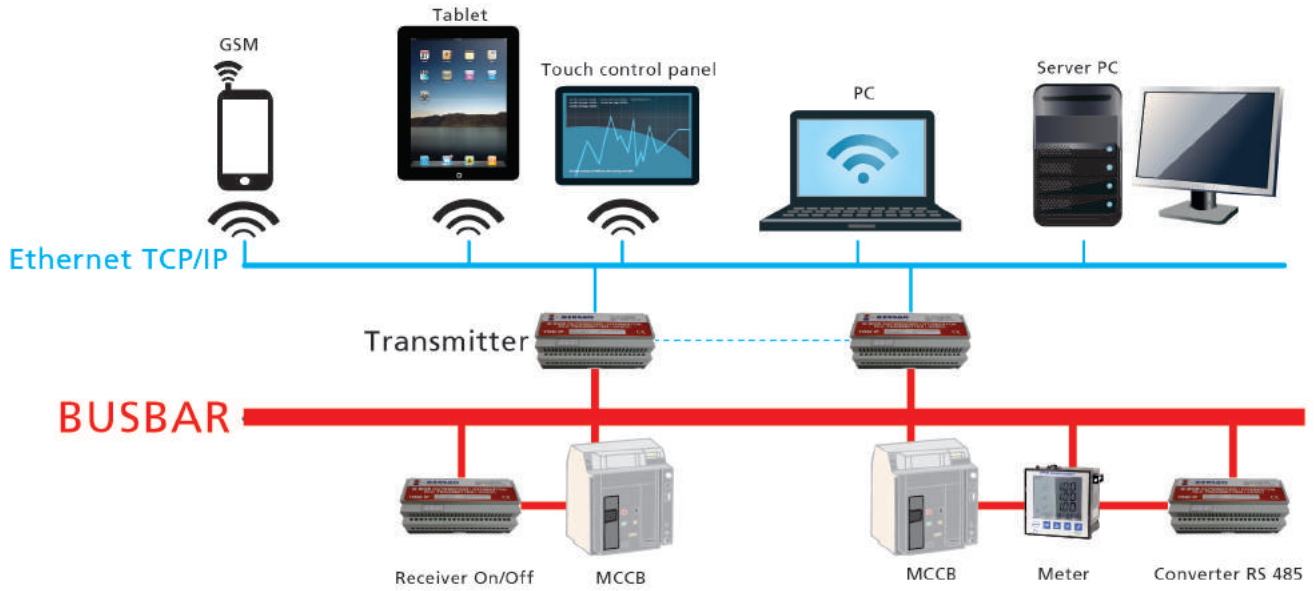 Tablet
GSM
Touch control panel
PC
Server PC
Ethernet TCP/IP
Transmitter
BUSBAR
Receiver On/Off
MCCB
MCCB
Meter
Converter RS 485